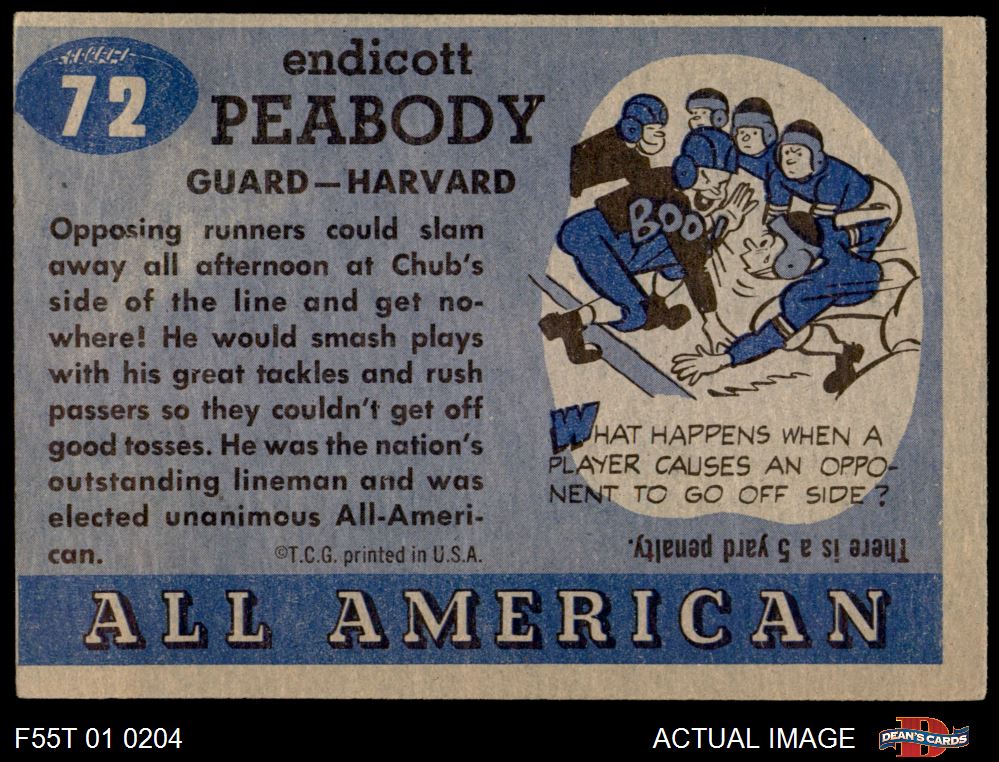 72
endicott
PEABODY
GUARD—HARVARD
Opposing runners could slam
away all afternoon at Chub's
side of the line and get no-
where! He would smash plays
with his great tackles and rush
passers so they couldn't get off
good tosses. He was the nation's
outstanding lineman and was
elected unanimous All-Ameri-
can.
©T.C.G. printed in U.S.A.
BOO
WHAT HAPPENS WHEN A
PLAYER CAUSES AN OPPO-
NENT TO GO OFF SIDE?
There is a 5 yard penalty.
ALL AMERICAN
F55T 01 0204
ACTUAL IMAGE
D
DEAN'S CARDS